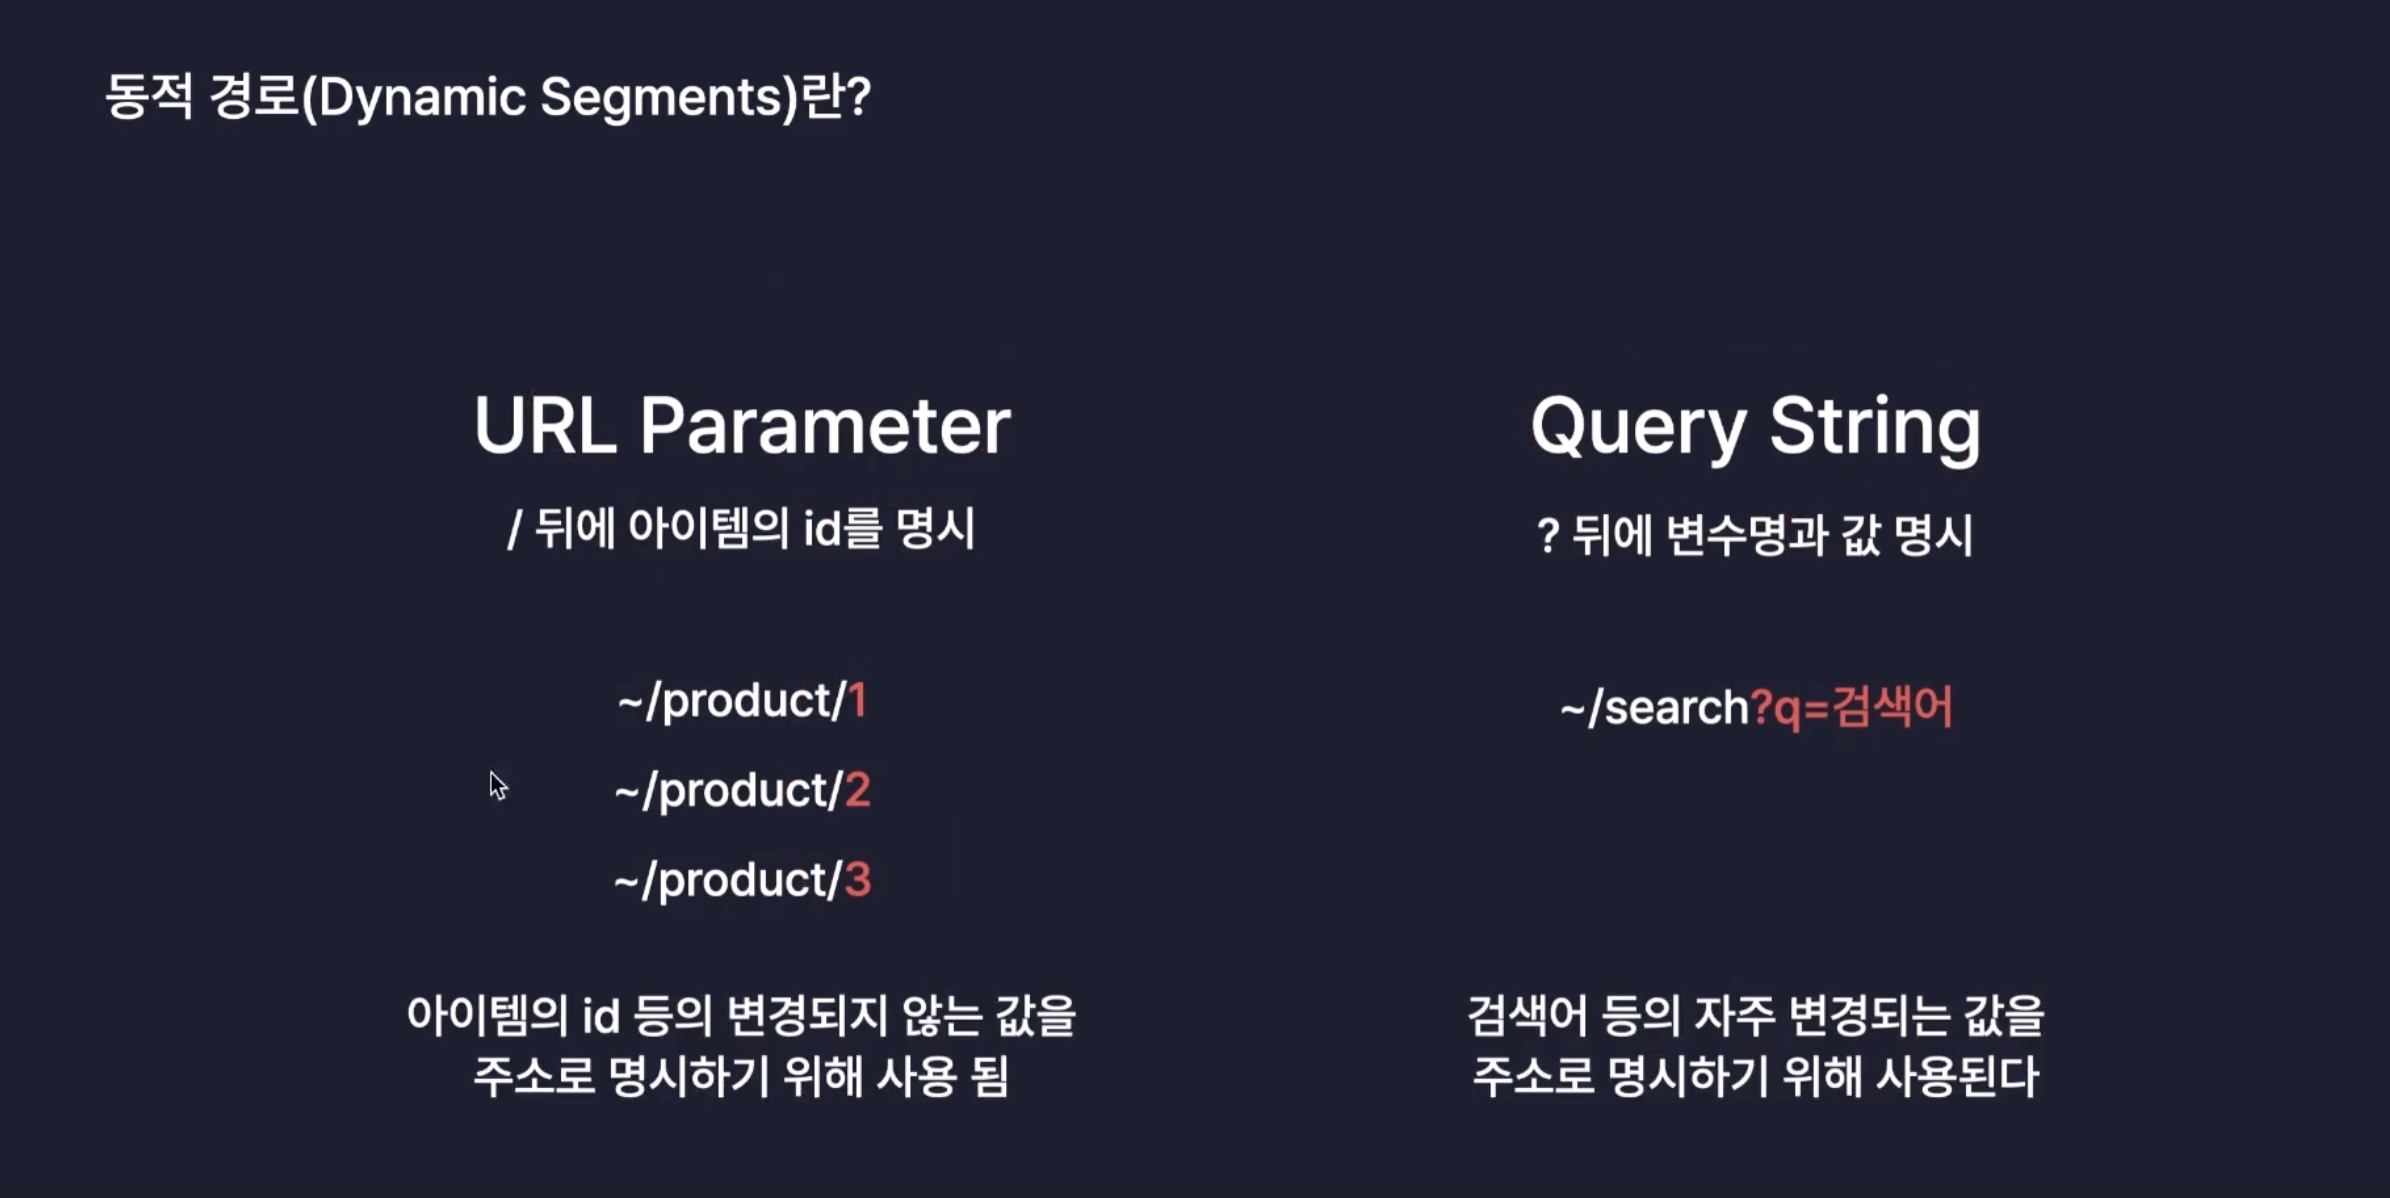 동적 경로(Dynamic Segments)란?
URL Parameter
/ 뒤에 아이템의 id를 명시
~/product/1
~/product/2
~/product/3
아이템의 id 등의 변경되지 않는 값을
주소로 명시하기 위해 사용 됨
Query String
? 뒤에 변수명과 값 명시
~/search?q=검색어
검색어 등의 자주 변경되는 값을
주소로 명시하기 위해 사용된다